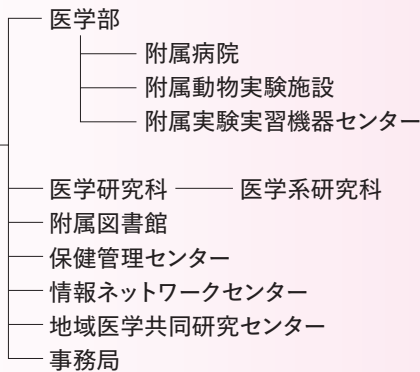 医学部
附属病院
附属動物実験施設
附属実験実習機器センター
医学研究科 医学系研究科
附属図書館
保健管理センター
情報ネットワークセンター
地域医学共同研究センター
事務局